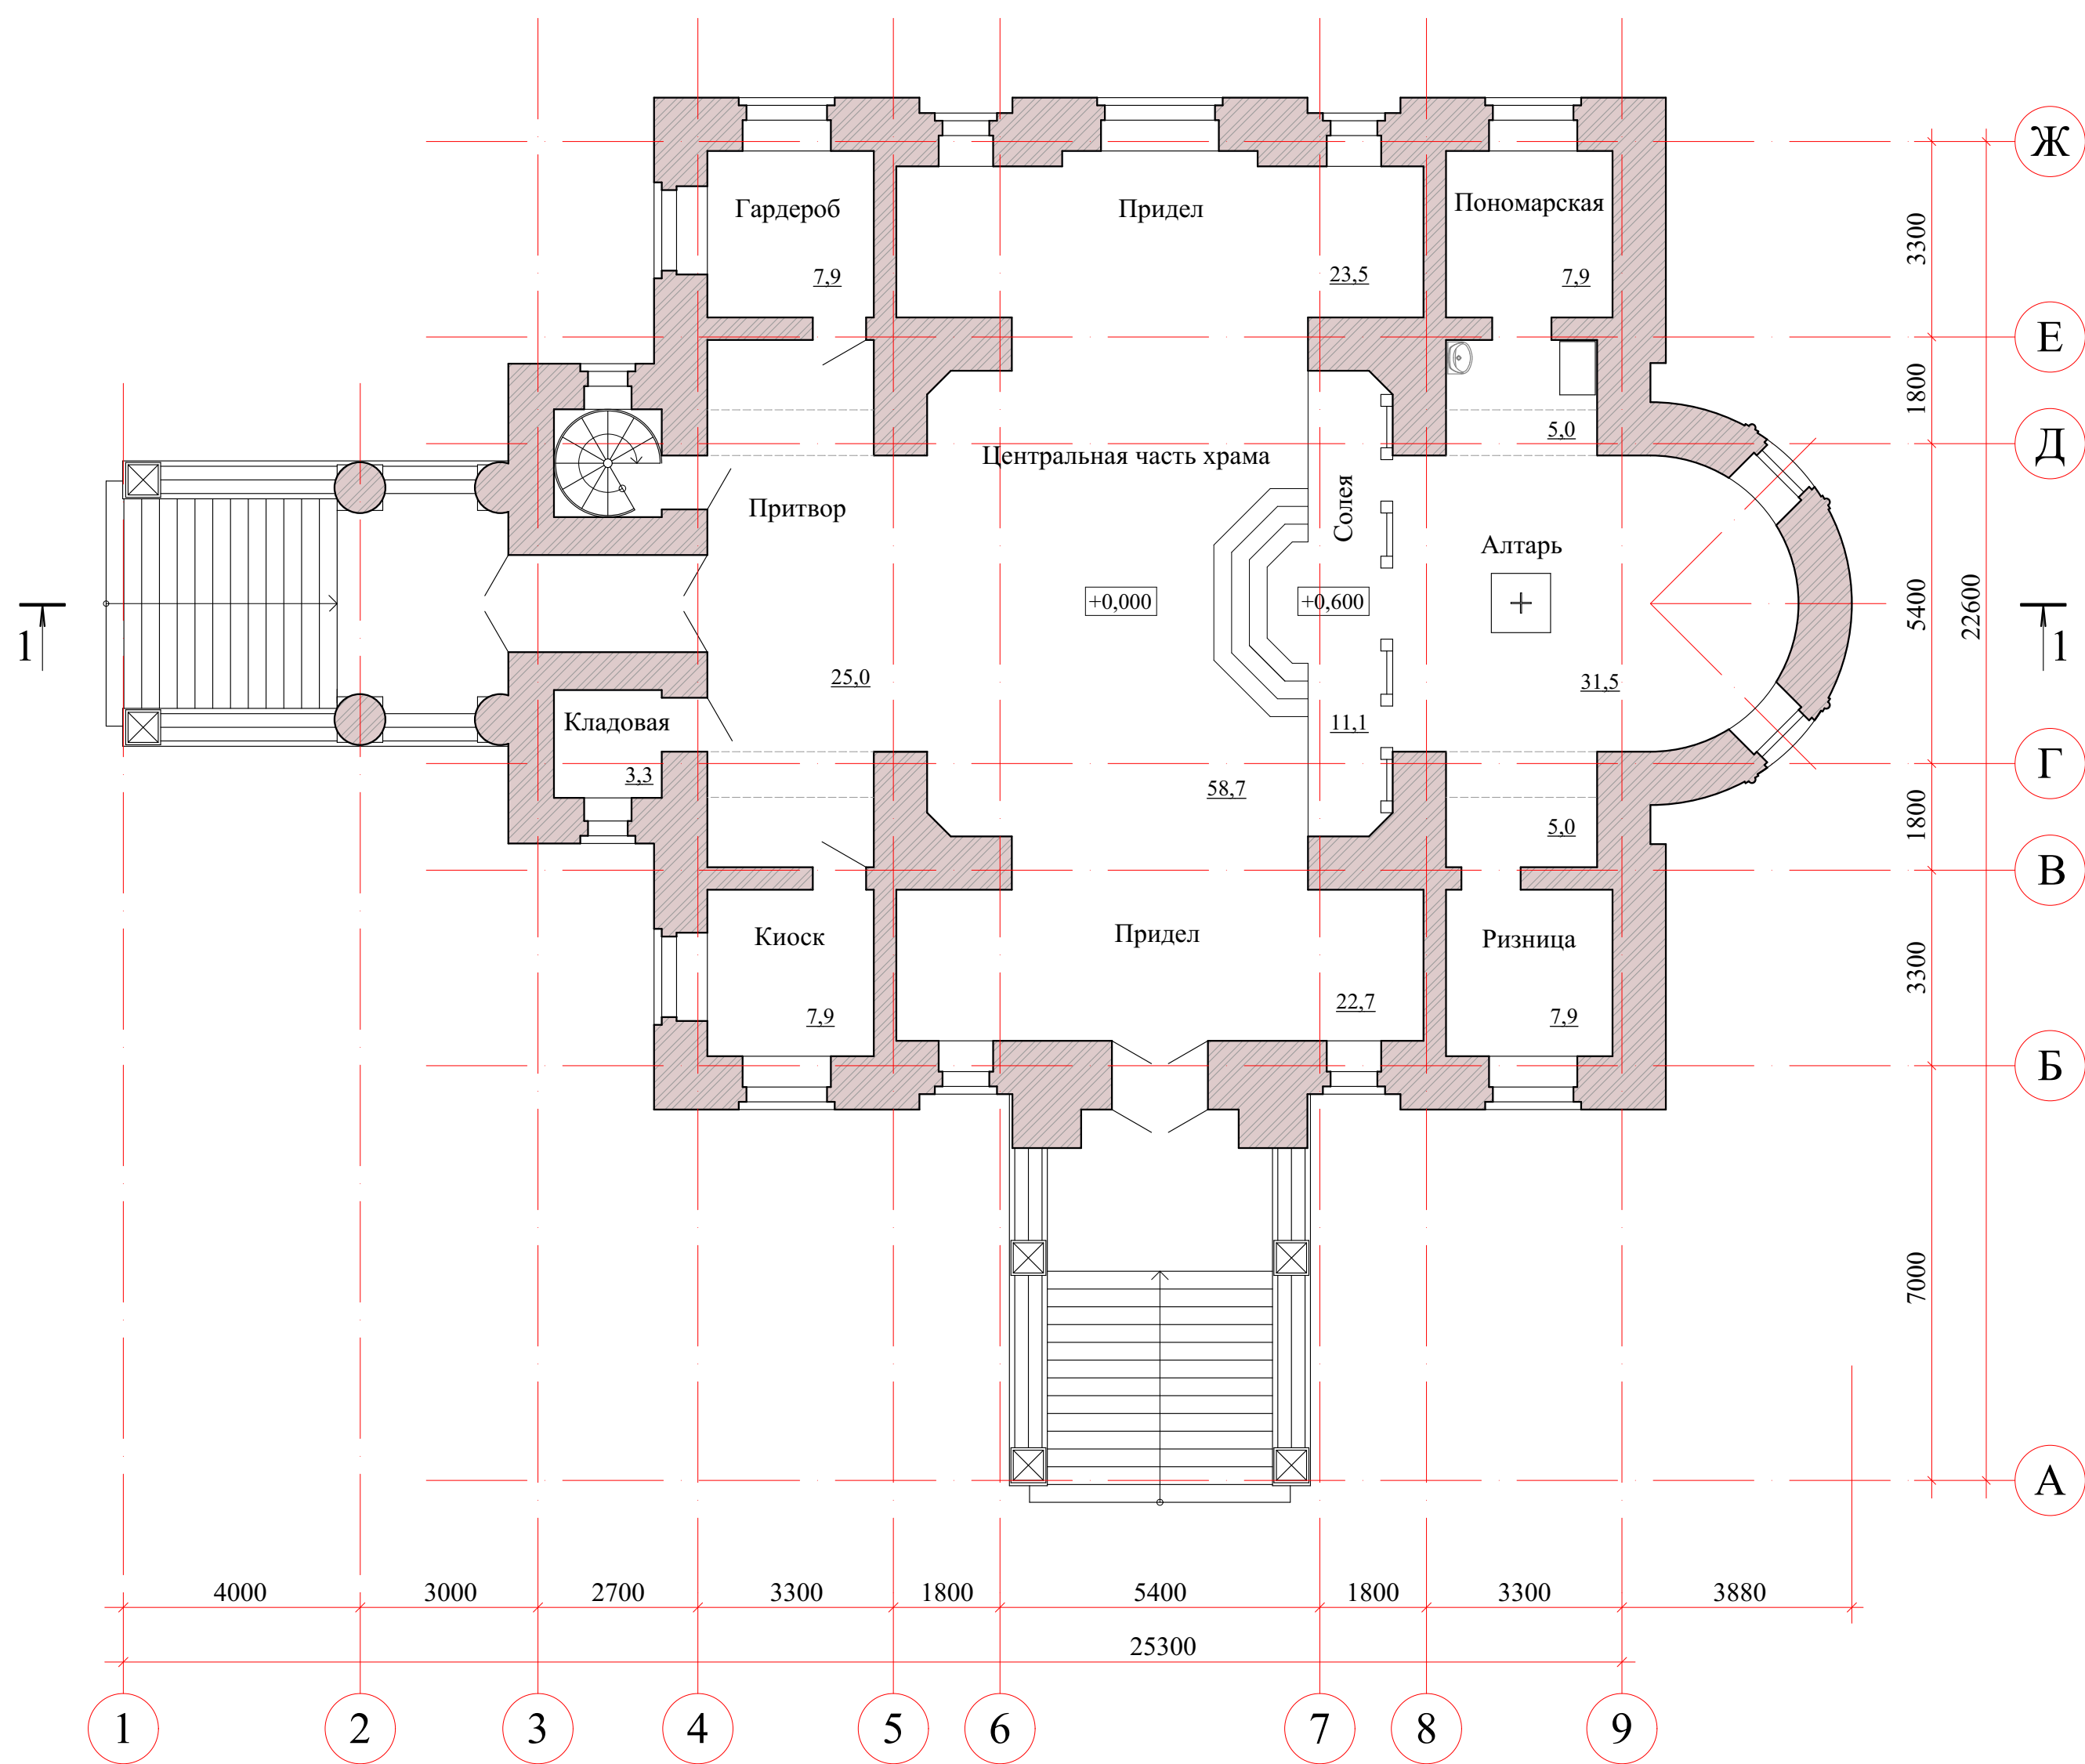 Ж
Гардероб
Придел
Пономарская
7,9
23,5
7,9
3300
Е
1800
5,0
Д
Центральная часть храма
Притвор
Солея
Алтарь
+0,000
+0,600
5400
22600
1
1
25,0
31,5
Кладовая
11,1
3,3
58,7
Г
5,0
1800
В
Киоск
Придел
Ризница
7,9
22,7
7,9
3300
Б
7000
А
4000
3000
2700
3300
1800
5400
1800
3300
3880
25300
1
2
3
4
5
6
7
8
9